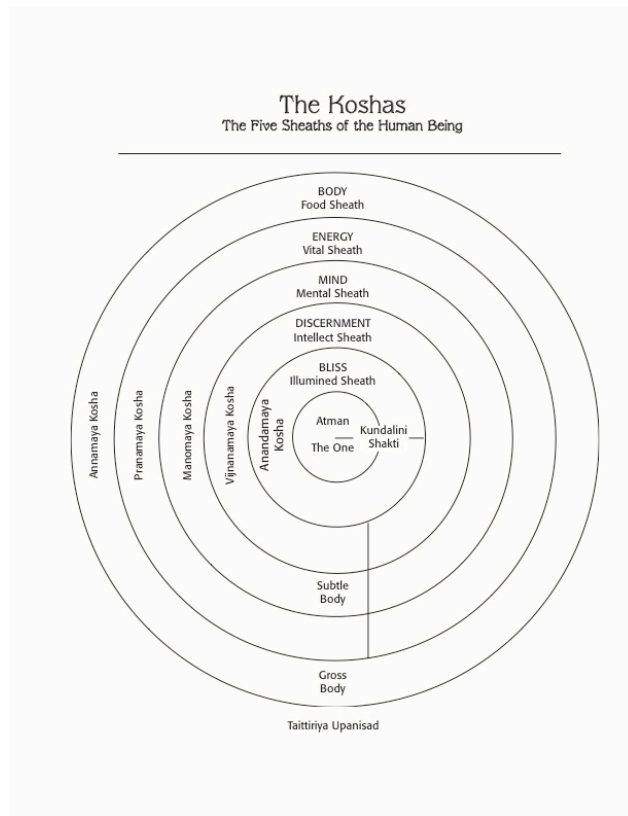 The Koshas
The Five Sheaths of the Human Being
BODY
Food Sheath
ENERGY
Vital Sheath
MIND
Mental Sheath
DISCERNMENT
Intellect Sheath
BLISS
Illumined Sheath
Annamaya Kosha
Pranamaya Kosha
Manomaya Kosha
Vijnanamaya Kosha
Anandamaya
Kosha
Atman
The One
Kundalini
Shakti
Subtle
Body
Gross
Body
Taittiriya Upanisad